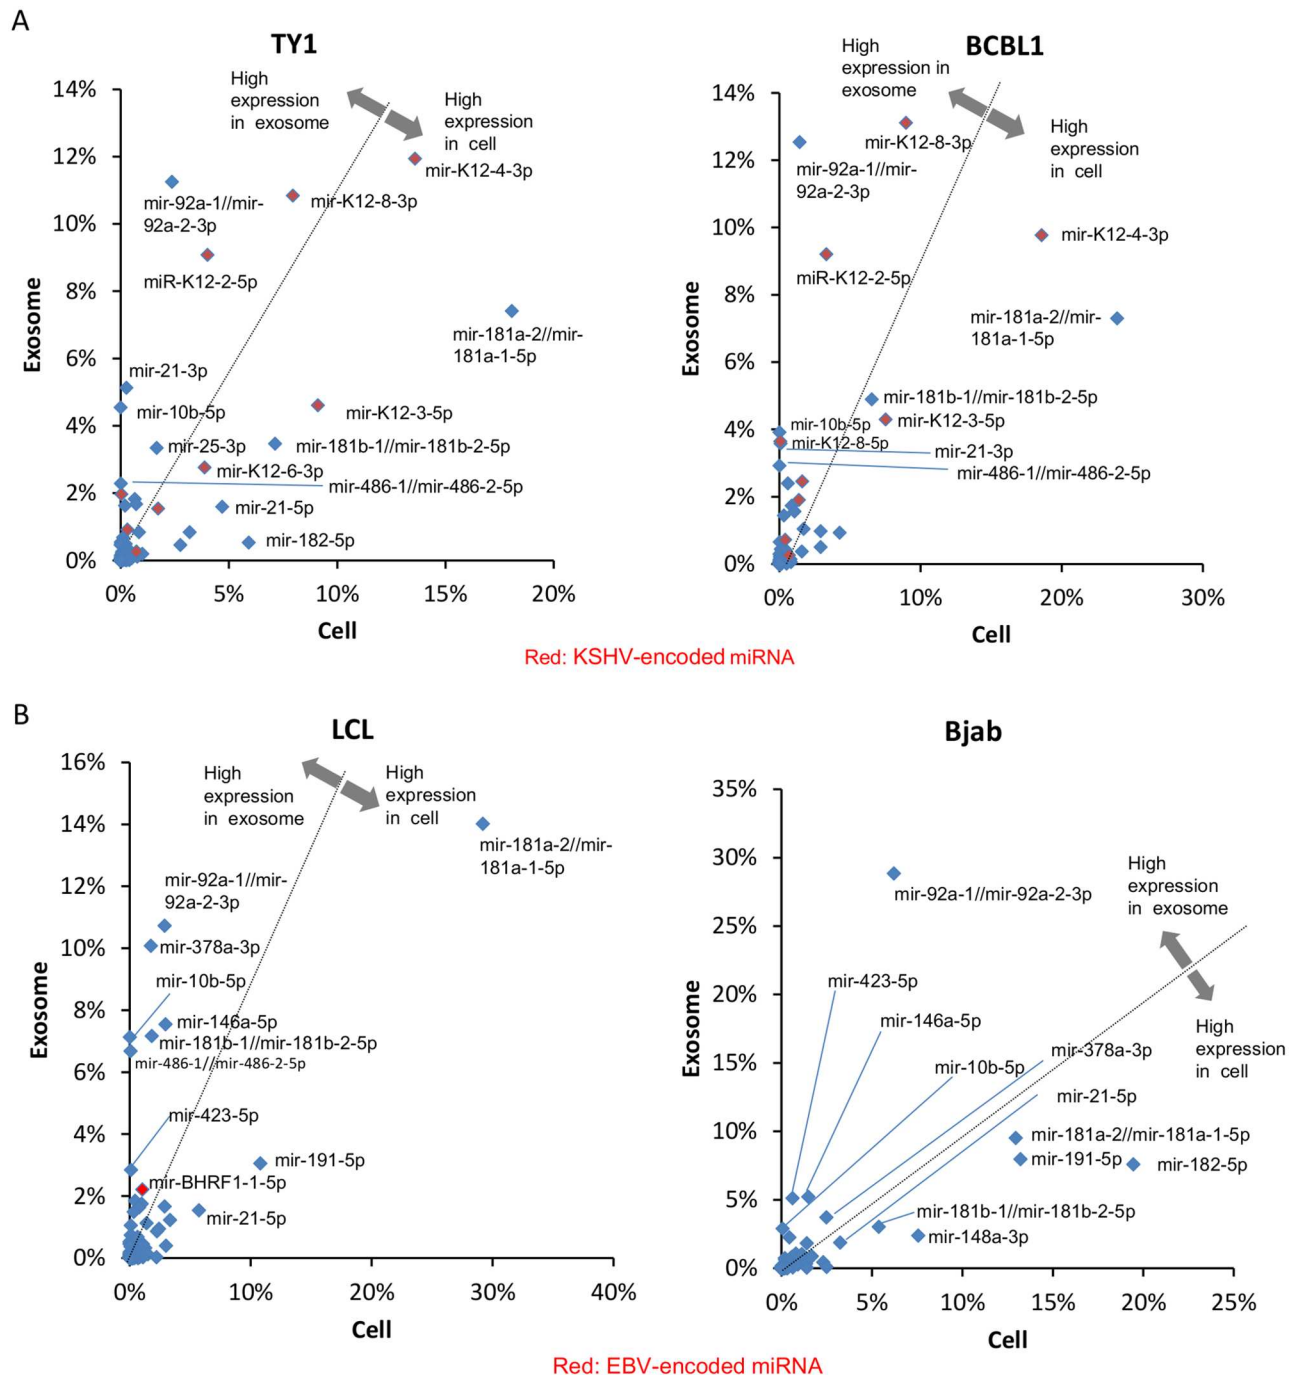 A
TY1
High
expression
in exosome
High
expression
in cell
14%
12%
10%
8%
6%
4%
2%
0%
Exosome
mir-K12-4-3p
mir-92a-1//mir-
92a-2-3p
mir-K12-8-3p
miR-K12-2-5p
mir-181a-2//mir-
181a-1-5p
mir-21-3p
mir-10b-5p
mir-K12-3-5p
mir-25-3p
mir-181b-1//mir-181b-2-5p
mir-K12-6-3p
mir-486-1//mir-486-2-5p
mir-21-5p
mir-182-5p
0%
5%
10%
15%
20%
Cell
BCBL1
High
expression in
exosome
High
expression
in cell
14%
12%
10%
8%
6%
4%
2%
0%
Exosome
mir-K12-8-3p
mir-92a-1//mir-
92a-2-3p
mir-K12-4-3p
miR-K12-2-5p
mir-181a-2//mir-
181a-1-5p
mir-181b-1//mir-181b-2-5p
mir-10b-5p
mir-K12-3-5p
mir-K12-8-5p
mir-21-3p
mir-486-1//mir-486-2-5p
0%
10%
20%
30%
Cell
Red: KSHV-encoded miRNA
B
LCL
High
expression
in exosome
High
expression
in cell
16%
14%
12%
10%
8%
6%
4%
2%
0%
Exosome
mir-181a-2//mir-
181a-1-5p
mir-92a-1//mir-
92a-2-3p
mir-378a-3p
mir-10b-5p
mir-146a-5p
mir-181b-1//mir-181b-2-5p
mir-486-1//mir-486-2-5p
mir-423-5p
mir-191-5p
mir-BHRF1-1-5p
mir-21-5p
0%
10%
20%
30%
40%
Cell
Bjab
High
expression
in exosome
High
expression
in cell
35%
30%
25%
20%
15%
10%
5%
0%
Exosome
mir-92a-1//mir-92a-2-3p
mir-423-5p
mir-146a-5p
mir-378a-3p
mir-10b-5p
mir-21-5p
mir-181a-2//mir-181a-1-5p
mir-191-5p
mir-182-5p
mir-181b-1//mir-181b-2-5p
mir-148a-3p
0%
5%
10%
15%
20%
25%
Cell
Red: EBV-encoded miRNA